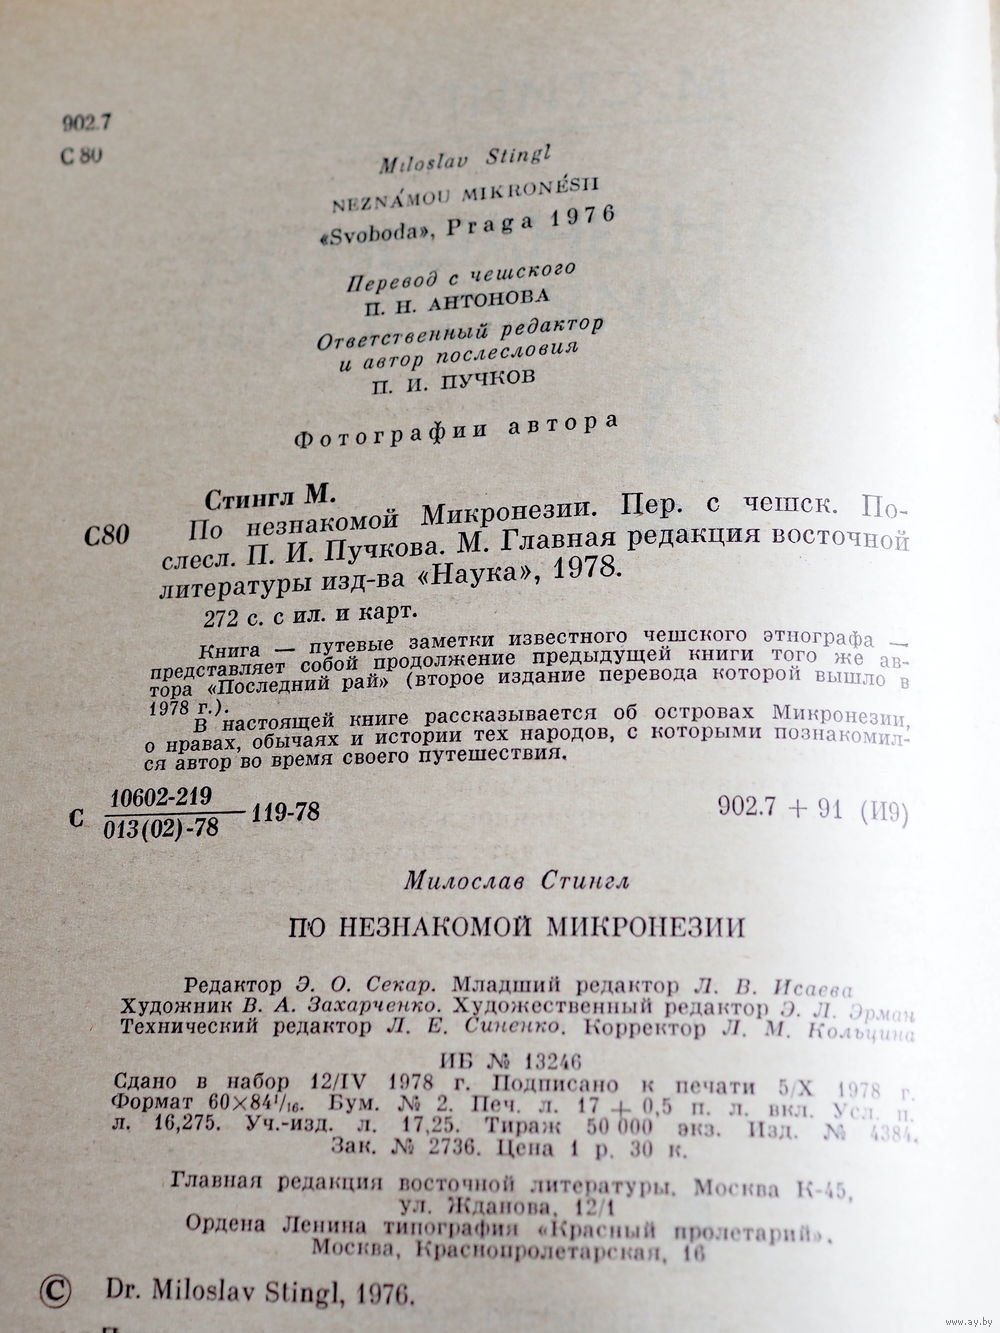 902.7
С 80
Miloslav Stingl
NEZNÁMOU MIKRONÉSII
«Svoboda», Praga 1976
Перевод с чешского
П. Н. АНТОНОВА
Ответственный редактор
и автор послесловия
П. И. ПУЧКОВ
Фотографии автора
Стингл М.
С80 По незнакомой Микронезии. Пер. с чешск. По-
слесл. П. И. Пучкова. М. Главная редакция восточной
литературы изд-ва «Наука», 1978.
272 с. с ил. и карт.
Книга — путевые заметки известного чешского этнографа —
представляет собой продолжение предыдущей книги того же ав-
тора «Последний рай» (второе издание перевода которой вышло в
1978 г.).
В настоящей книге рассказывается об островах Микронезии,
о нравах, обычаях и истории тех народов, с которыми познакомил-
ся автор во время своего путешествия.
С 10602-219
013(02)-78 119-78 902.7 + 91 (И9)
Милослав Стингл
ПО НЕЗНАКОМОЙ МИКРОНЕЗИИ
Редактор Э. О. Секар. Младший редактор Л. В. Исаева
Художник В. А. Захарченко. Художественный редактор Э. Л. Эрман
Технический редактор Л. Е. Синенко. Корректор Л. М. Кольцина
ИБ № 13246
Сдано в набор 12/IV 1978 г. Подписано к печати 5/X 1978 г.
Формат 60×84¹/₁₆. Бум. № 2. Печ. л. 17 + 0,5 п. л. вкл. Усл. п.
л. 16,275. Уч.-изд. л. 17,25. Тираж 50 000 экз. Изд. № 4384.
Зак. № 2736. Цена 1 р. 30 к.
Главная редакция восточной литературы. Москва К-45,
ул. Жданова, 12/1
Ордена Ленина типография «Красный пролетарий».
Москва, Краснопролетарская, 16
© Dr. Miloslav Stingl, 1976.
www.ay.by